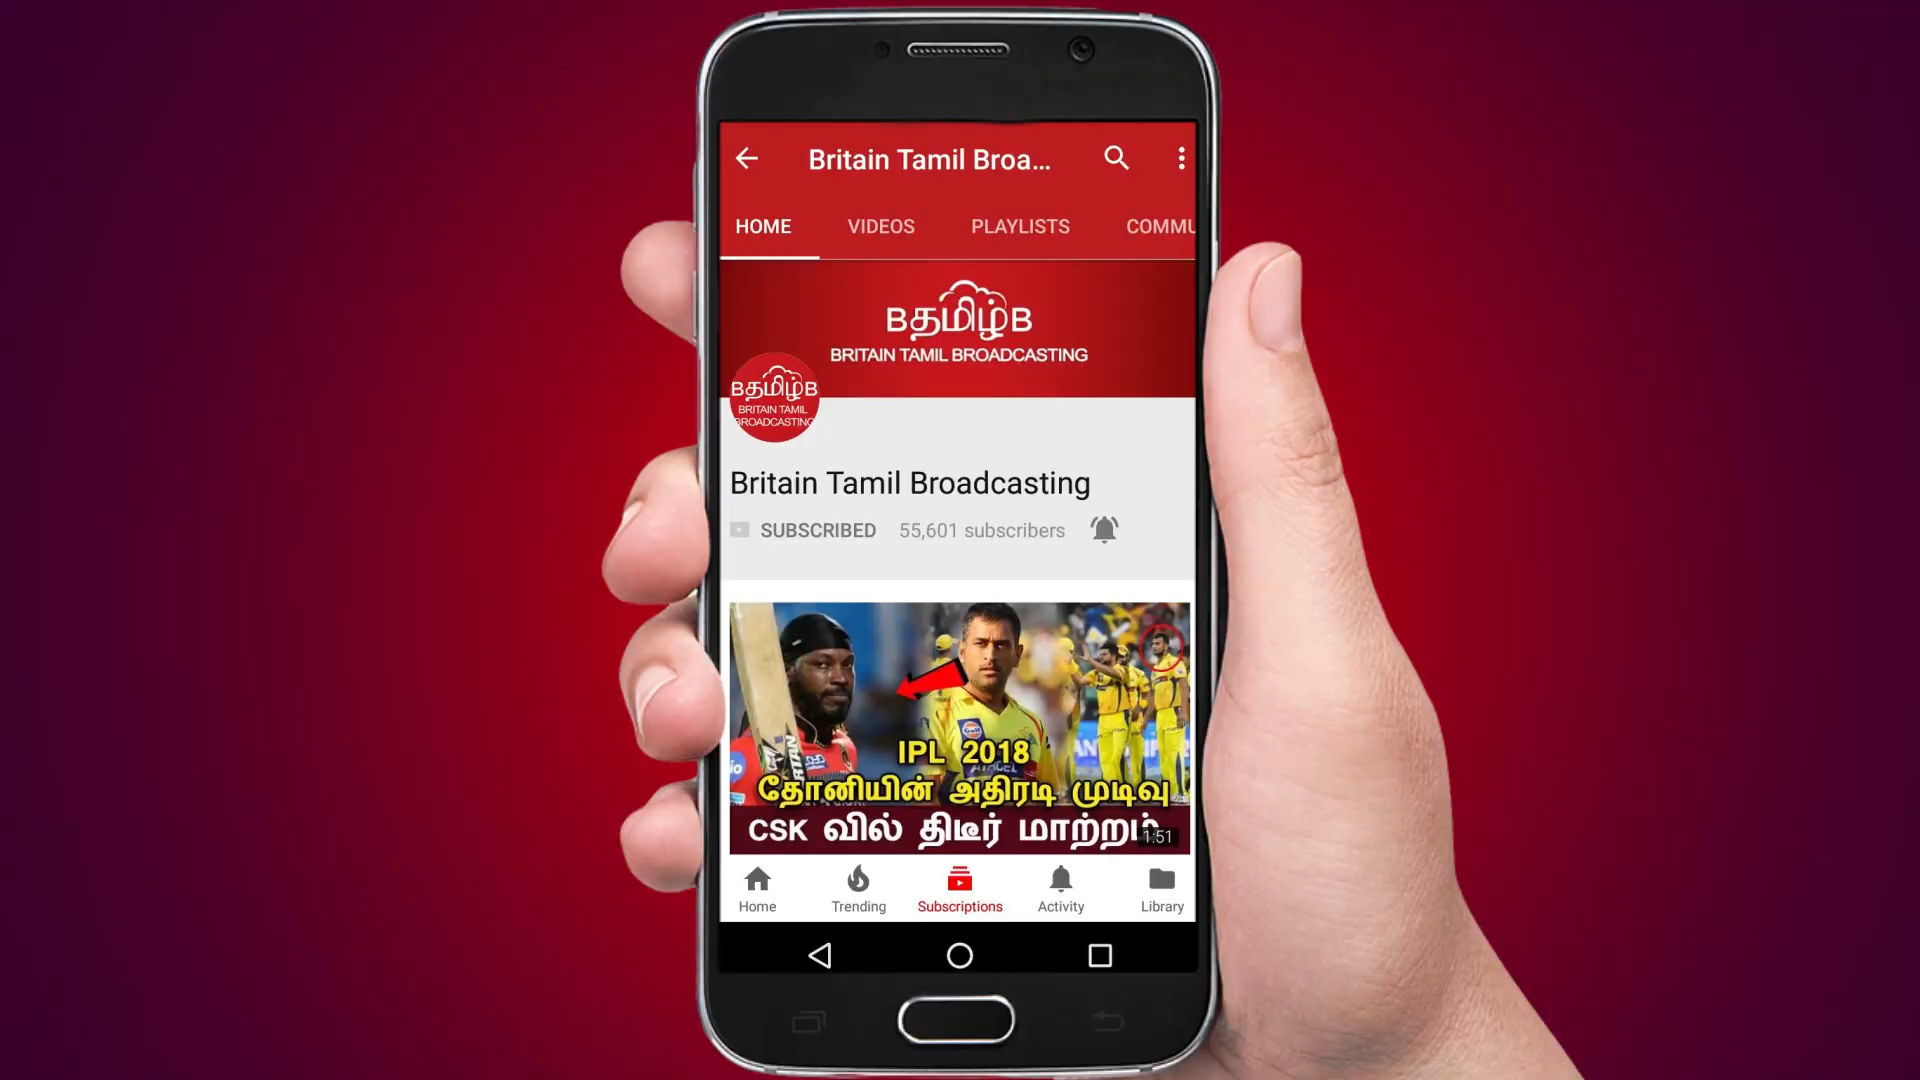 Britain Tamil Broa...
HOME VIDEOS PLAYLISTS COMMU
Bதமிழ்B
BRITAIN TAMIL BROADCASTING
Bதமிழ்B
BRITAIN TAMIL
BROADCASTING
Britain Tamil Broadcasting
SUBSCRIBED 55,601 subscribers
IPL 2018
தோனியின் அதிரடி முடிவு
CSK வில் திடீர் மாற்றம்
1:51
Home Trending Subscriptions Activity Library